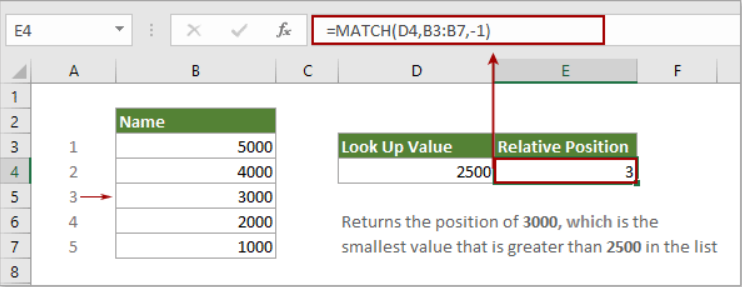 E4 fx =MATCH(D4,B3:B7,-1)
A B C D E F
1
2 Name
3 1 5000 Look Up Value Relative Position
4 2 4000 2500 3
5 3 3000
6 4 2000 Returns the position of 3000, which is the
7 5 1000 smallest value that is greater than 2500 in the list
8